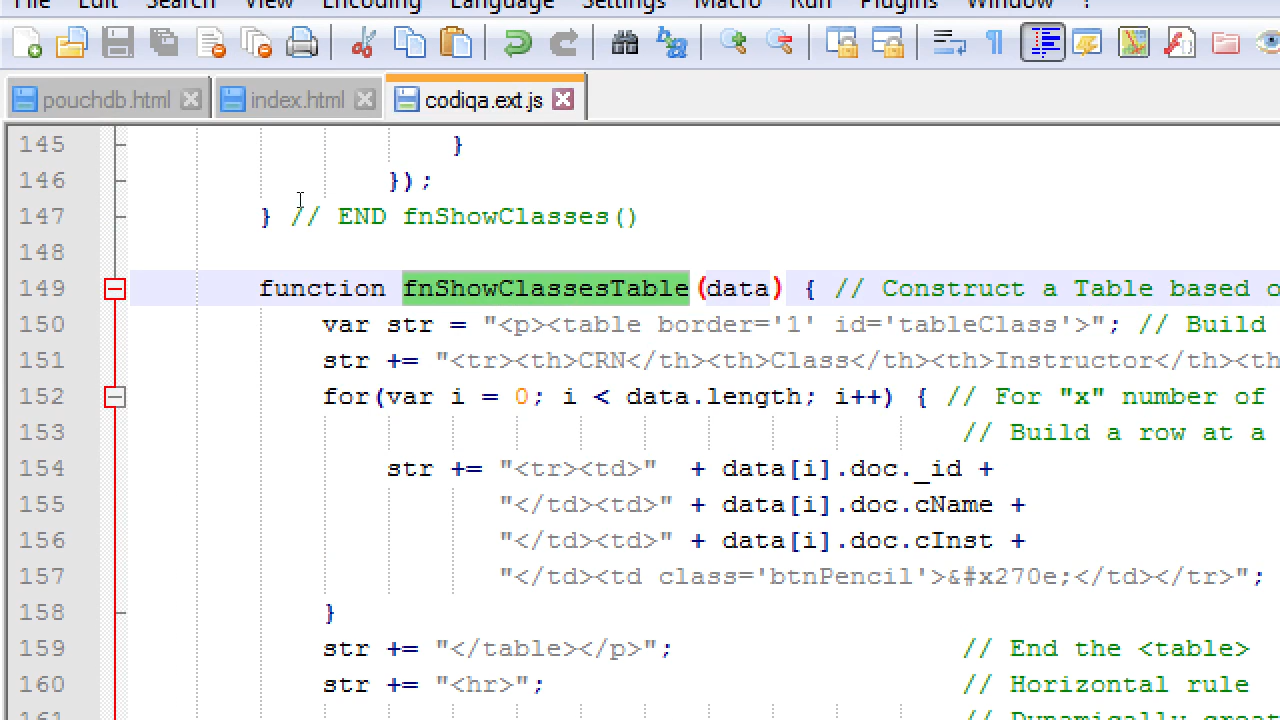 File Edit Search View Encoding Language Settings Macro Run Plugins Window ?
pouchdb.html index.html codiqa.ext.js
145 }
146 });
147 } // END fnShowClasses()
148
149 function fnShowClassesTable(data) { // Construct a Table based o
150 var str = "<p><table border='1' id='tableClass'>"; // Build
151 str += "<tr><th>CRN</th><th>Class</th><th>Instructor</th><th
152 for(var i = 0; i < data.length; i++) { // For "x" number of
153 // Build a row at a
154 str += "<tr><td>" + data[i].doc._id +
155 "</td><td>" + data[i].doc.cName +
156 "</td><td>" + data[i].doc.cInst +
157 "</td><td class='btnPencil'>&#x270e;</td></tr>";
158 }
159 str += "</table></p>"; // End the <table>
160 str += "<hr>"; // Horizontal rule
161 // Dynamically creat